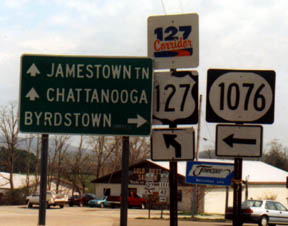 127
Corridor
JAMESTOWN TN
CHATTANOOGA
BYRDSTOWN
127
1076